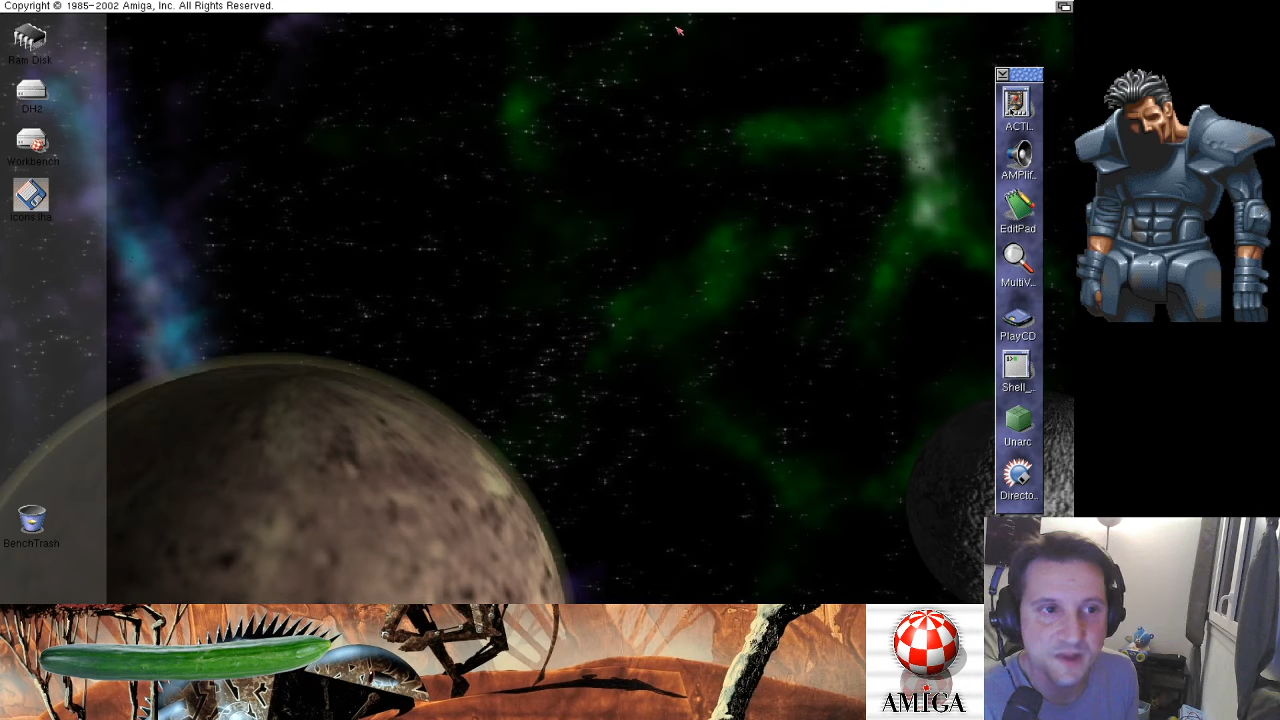 Copyright © 1985-2002 Amiga, Inc. All Rights Reserved.
Ram Disk
DH2
Workbench
icons.lha
BenchTrash
ACTI..
AMPlif..
EditPad
MultiV..
PlayCD
Shell_..
Unarc
Directo..
AMIGA